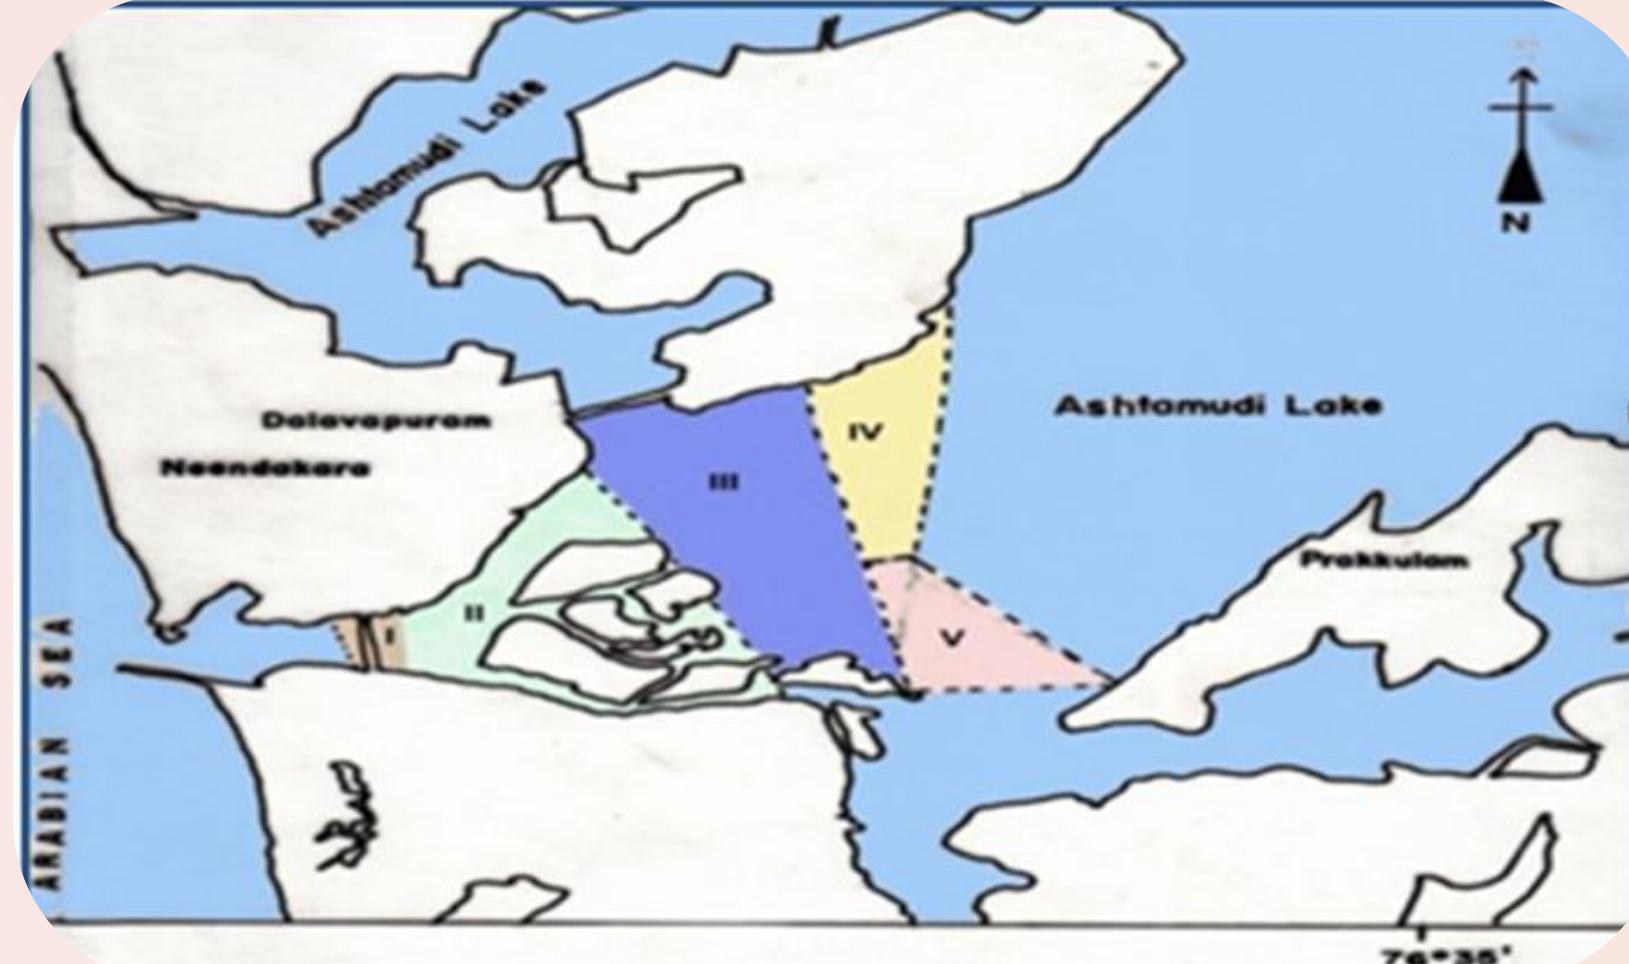 Ashtamudi Lake
N
Ashtamudi Lake
Dalavapuram
IV
Neendakara
III
Prakkulam
II
I
V
ARABIAN SEA
76°35'